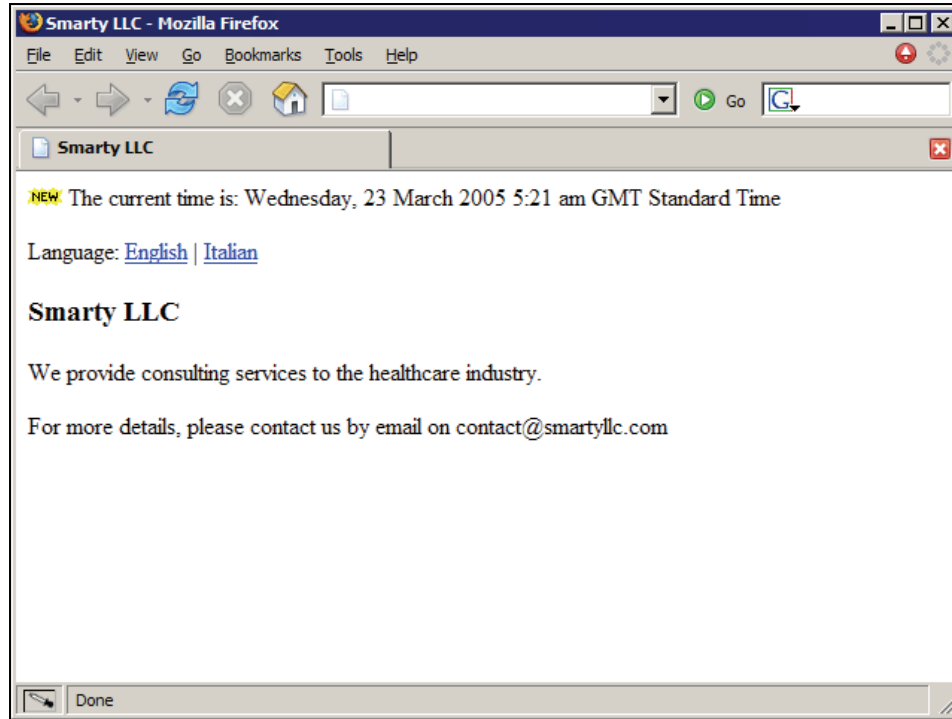 Smarty LLC - Mozilla Firefox
File Edit View Go Bookmarks Tools Help
Go G
Smarty LLC
NEW The current time is: Wednesday, 23 March 2005 5:21 am GMT Standard Time
Language: English | Italian
Smarty LLC
We provide consulting services to the healthcare industry.
For more details, please contact us by email on contact@smartyllc.com
Done